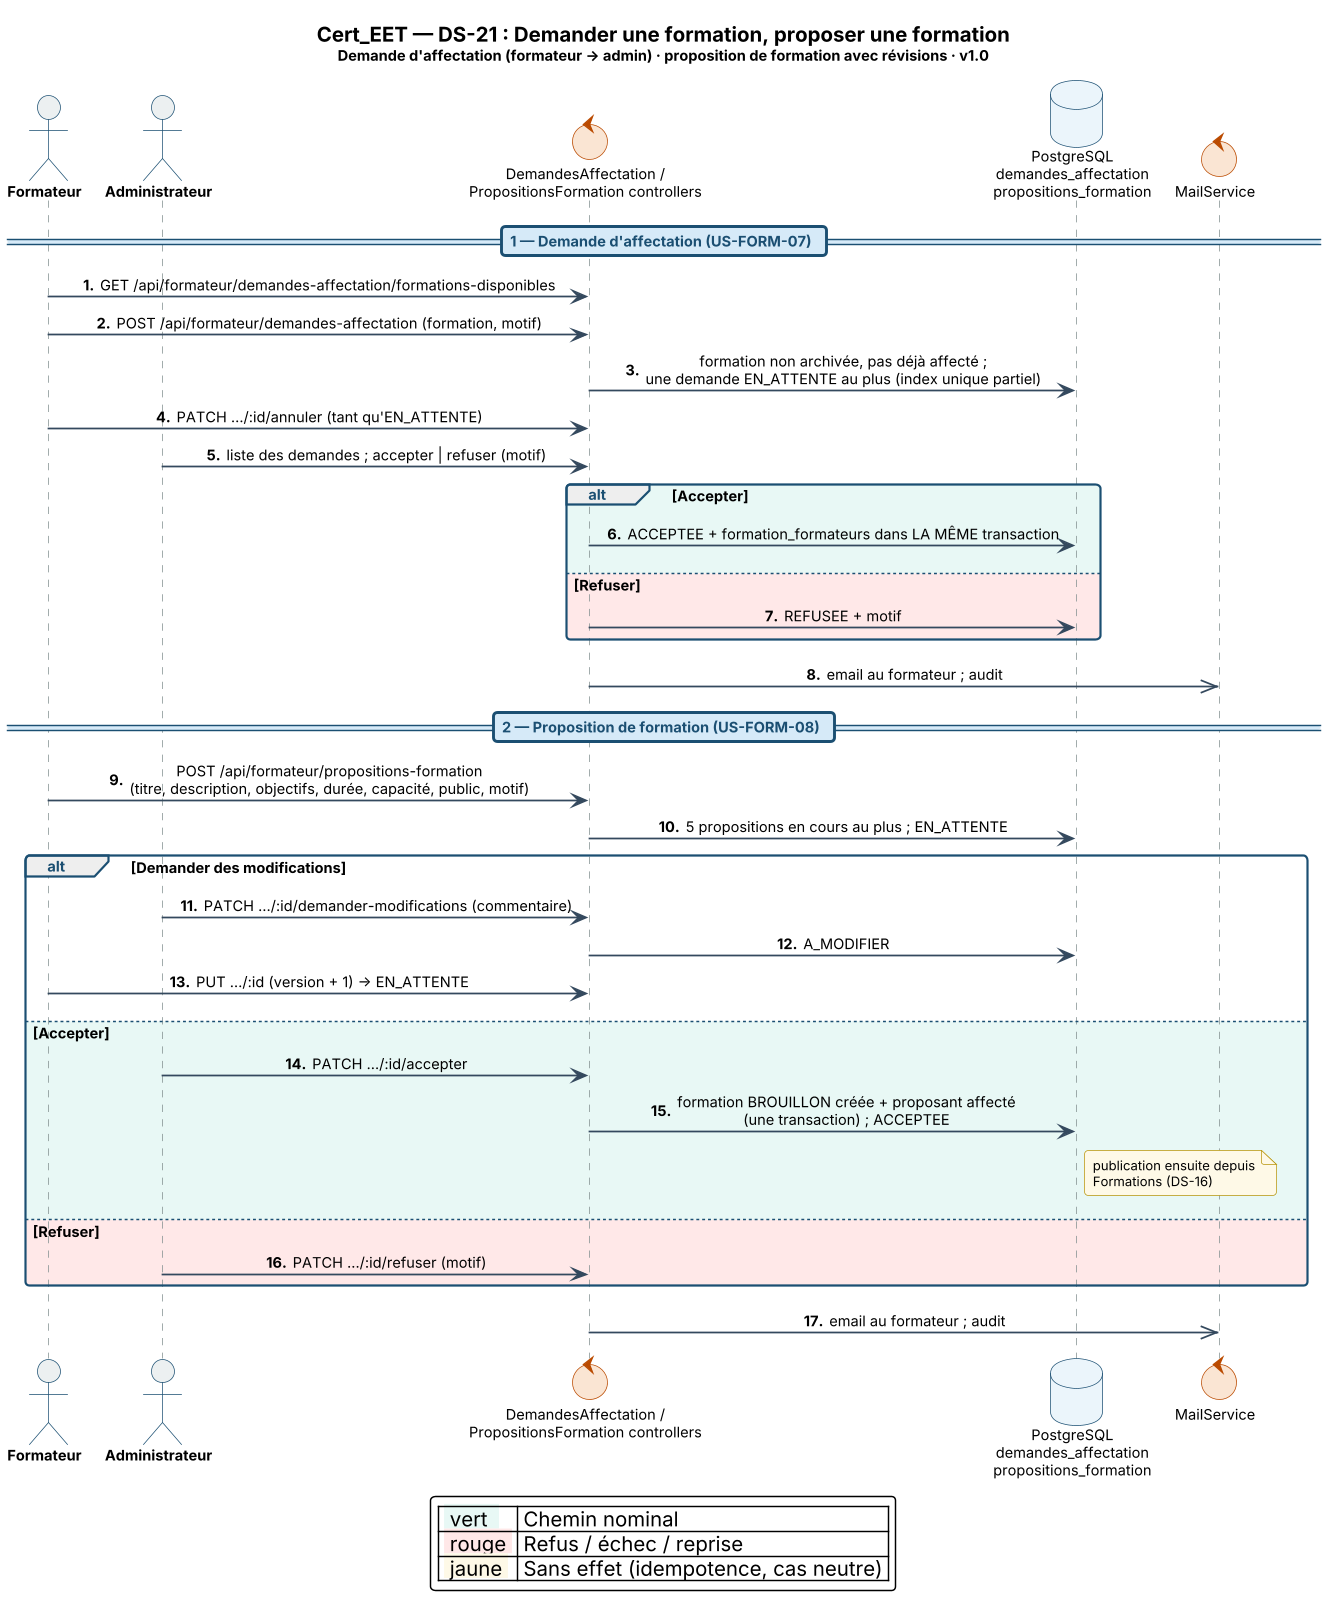 Cert_EET — DS-21 : Demander une formation, proposer une formation
Demande d'affectation (formateur → admin) · proposition de formation avec révisions · v1.0
Formateur
Administrateur
DemandesAffectation /
PropositionsFormation controllers
PostgreSQL
demandes_affectation
propositions_formation
MailService
1 — Demande d'affectation (US-FORM-07)
1. GET /api/formateur/demandes-affectation/formations-disponibles
2. POST /api/formateur/demandes-affectation (formation, motif)
3. formation non archivée, pas déjà affecté ;
une demande EN_ATTENTE au plus (index unique partiel)
4. PATCH .../:id/annuler (tant qu'EN_ATTENTE)
5. liste des demandes ; accepter | refuser (motif)
alt [Accepter]
6. ACCEPTEE + formation_formateurs dans LA MÊME transaction
[Refuser]
7. REFUSEE + motif
8. email au formateur ; audit
2 — Proposition de formation (US-FORM-08)
9. POST /api/formateur/propositions-formation
(titre, description, objectifs, durée, capacité, public, motif)
10. 5 propositions en cours au plus ; EN_ATTENTE
alt [Demander des modifications]
11. PATCH .../:id/demander-modifications (commentaire)
12. A_MODIFIER
13. PUT .../:id (version + 1) → EN_ATTENTE
[Accepter]
14. PATCH .../:id/accepter
15. formation BROUILLON créée + proposant affecté
(une transaction) ; ACCEPTEE
publication ensuite depuis
Formations (DS-16)
[Refuser]
16. PATCH .../:id/refuser (motif)
17. email au formateur ; audit
Formateur
Administrateur
DemandesAffectation /
PropositionsFormation controllers
PostgreSQL
demandes_affectation
propositions_formation
MailService
vert Chemin nominal
rouge Refus / échec / reprise
jaune Sans effet (idempotence, cas neutre)